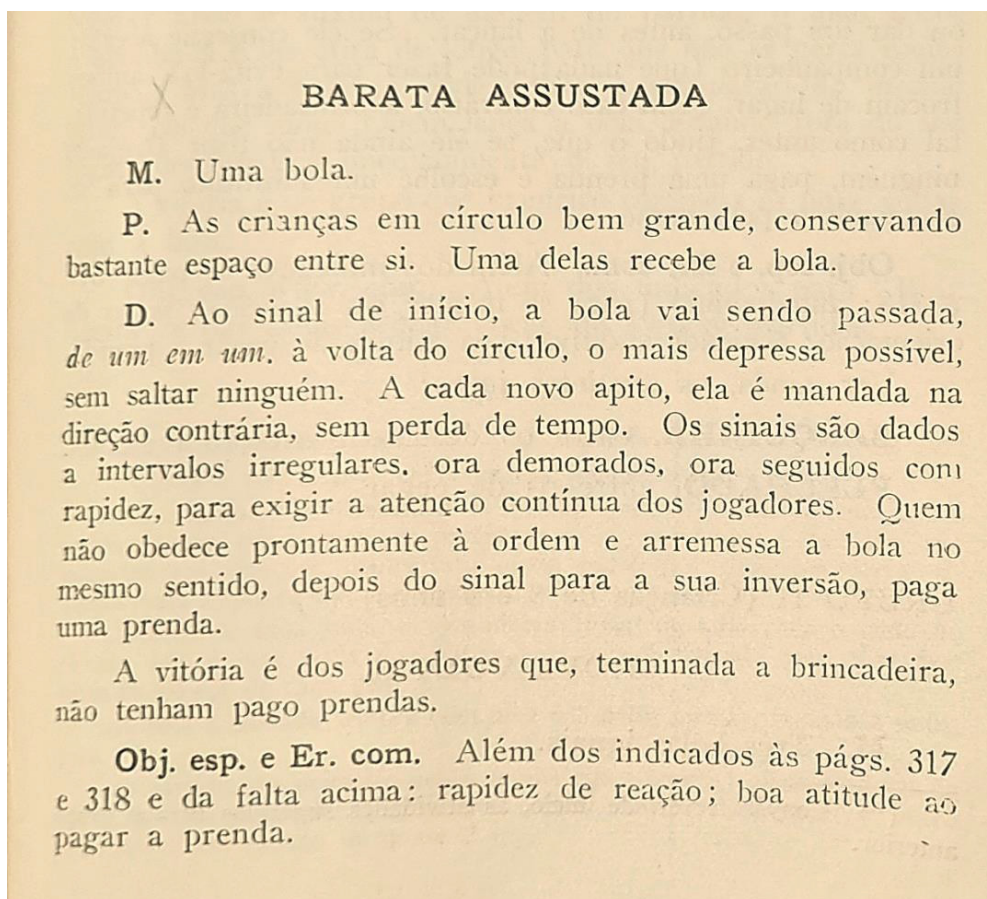 BARATA ASSUSTADA
M. Uma bola.
P. As crianças em círculo bem grande, conservando
bastante espaço entre si. Uma delas recebe a bola.
D. Ao sinal de início, a bola vai sendo passada,
de um em um, à volta do círculo, o mais depressa possível,
sem saltar ninguém. A cada novo apito, ela é mandada na
direção contrária, sem perda de tempo. Os sinais são dados
a intervalos irregulares, ora demorados, ora seguidos com
rapidez, para exigir a atenção contínua dos jogadores. Quem
não obedece prontamente à ordem e arremessa a bola no
mesmo sentido, depois do sinal para a sua inversão, paga
uma prenda.
A vitória é dos jogadores que, terminada a brincadeira,
não tenham pago prendas.
Obj. esp. e Er. com. Além dos indicados às págs. 317
e 318 e da falta acima: rapidez de reação; boa atitude ao
pagar a prenda.